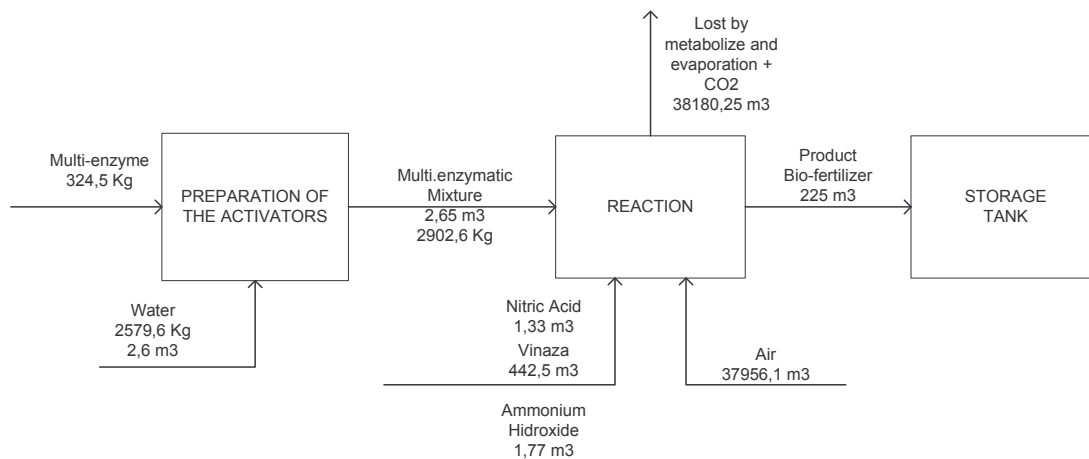 Lost by
metabolize and
evaporation +
CO2
38180,25 m3
Multi-enzyme
324,5 Kg
PREPARATION OF
THE ACTIVATORS
Multi.enzymatic
Mixture
2,65 m3
2902,6 Kg
REACTION
Product
Bio-fertilizer
225 m3
STORAGE
TANK
Water
2579,6 Kg
2,6 m3
Nitric Acid
1,33 m3
Vinaza
442,5 m3
Ammonium
Hidroxide
1,77 m3
Air
37956,1 m3